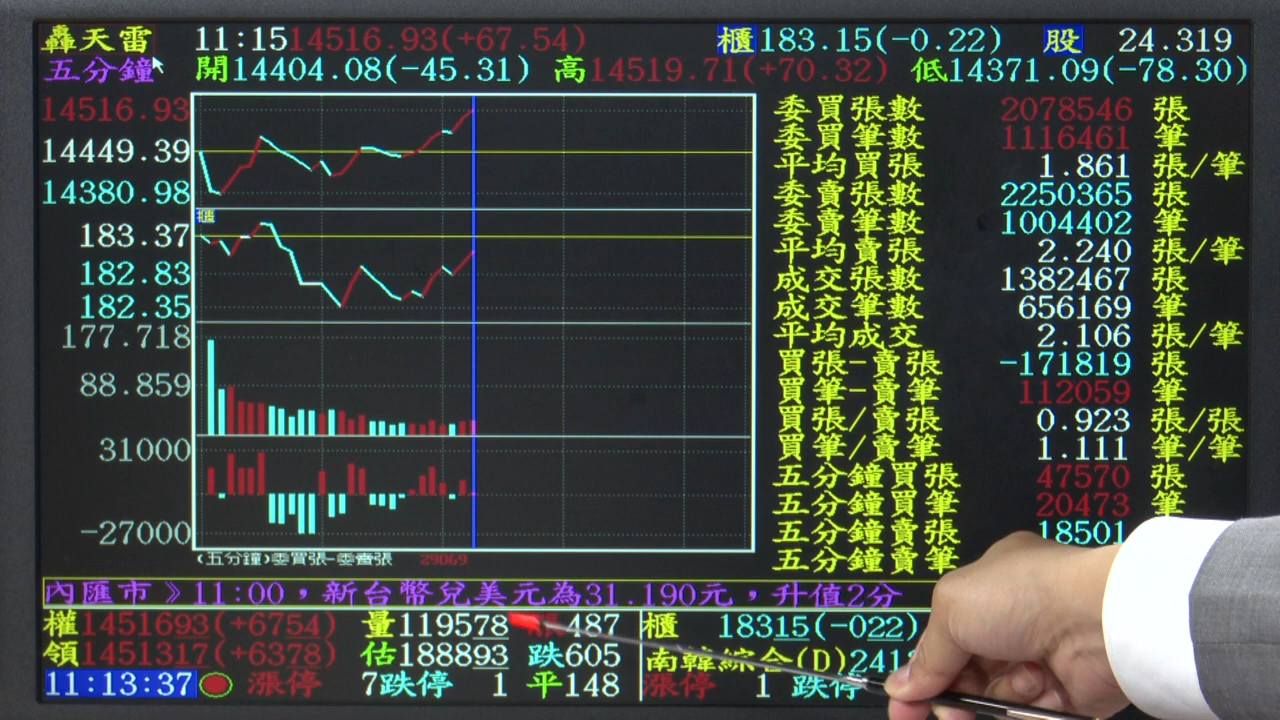 轟天雷 11:15 14516.93(+67.54) 櫃183.15(-0.22) 股 24.319
五分鐘 開14404.08(-45.31) 高14519.71(+70.32) 低14371.09(-78.30)
14516.93
14449.39
14380.98
櫃
183.37
182.83
182.35
177.718
88.859
31000
-27000
(五分鐘)委買張-委賣張 29069
委買張數 2078546 張
委買筆數 1116461 筆
平均買張 1.861 張/筆
委賣張數 2250365 張
委賣筆數 1004402 筆
平均賣張 2.240 張/筆
成交張數 1382467 張
成交筆數 656169 筆
平均成交 2.106 張/筆
買張-賣張 -171819 張
買筆-賣筆 112059 筆
買張/賣張 0.923 張/張
買筆/賣筆 1.111 筆/筆
五分鐘買張 47570 張
五分鐘買筆 20473 筆
五分鐘賣張 18501
五分鐘賣筆
內匯市》11:00,新台幣兌美元為31.190元,升值2分
權1451693(+6754) 量119578 487 櫃 18315(-022)
領1451317(+6378) 估188893 跌605 南韓綜合(D)241
11:13:37 漲停 7跌停 1 平148 漲停 1 跌停